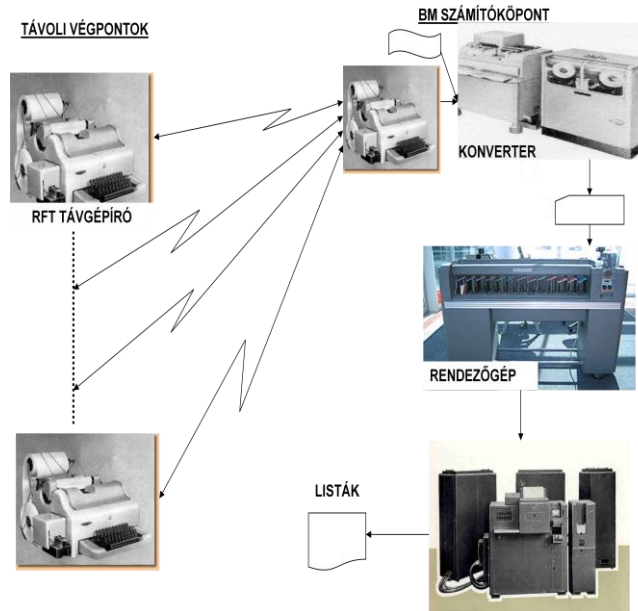 TÁVOLI VÉGPONTOK
BM SZÁMÍTÓKÖPONT
KONVERTER
RFT TÁVGÉPÍRÓ
RENDEZŐGÉP
LISTÁK